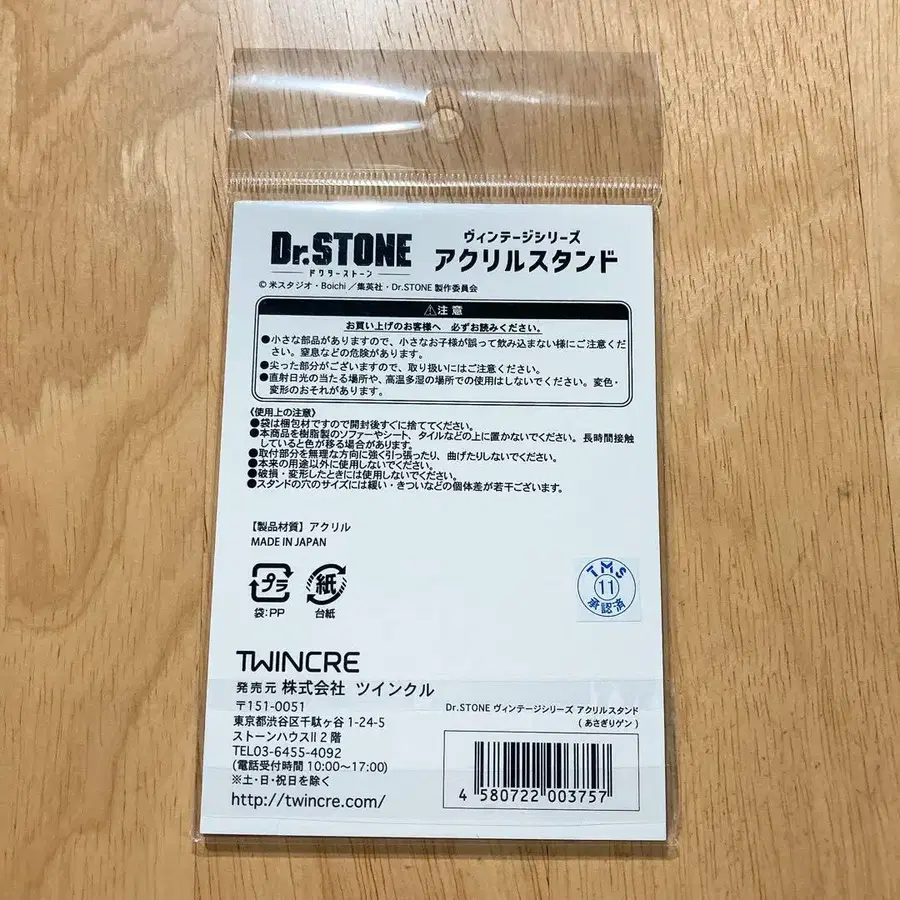 Dr.STONE
ドクターストーン
ヴィンテージシリーズ
アクリルスタンド
© 米スタジオ・Boichi／集英社・Dr.STONE 製作委員会
⚠注 意
お買い上げのお客様へ 必ずお読みください。
●小さな部品がありますので、小さなお子様が誤って飲み込まない様にご注意くだ
さい。窒息などの危険があります。
●尖った部分がございますので、取り扱いにはご注意ください。
●直射日光の当たる場所や、高温多湿の場所での使用はしないでください。変色・
変形のおそれがあります。
〈使用上の注意〉
●袋は梱包材ですので開封後すぐに捨ててください。
●本商品を樹脂製のソファーやシート、タイルなどの上に置かないでください。長時間接触
していると色が移る場合があります。
●取付部分を無理な方向に強く引っ張ったり、曲げたりしないでください。
●本来の用途以外に使用しないでください。
●破損・変形したときには使用しないでください。
●スタンドの穴のサイズには緩い・きついなどの個体差が若干ございます。
【製品材質】アクリル
MADE IN JAPAN
プラ
袋:PP
紙
台紙
TMS
11
承認済
TWINCRE
発売元 株式会社 ツインクル
〒151-0051
東京都渋谷区千駄ヶ谷 1-24-5
ストーンハウスII 2 階
TEL03-6455-4092
(電話受付時間 10:00〜17:00)
※土・日・祝日を除く
http://twincre.com/
Dr.STONE ヴィンテージシリーズ アクリルスタンド
( あさぎりゲン )
4 580722 003757